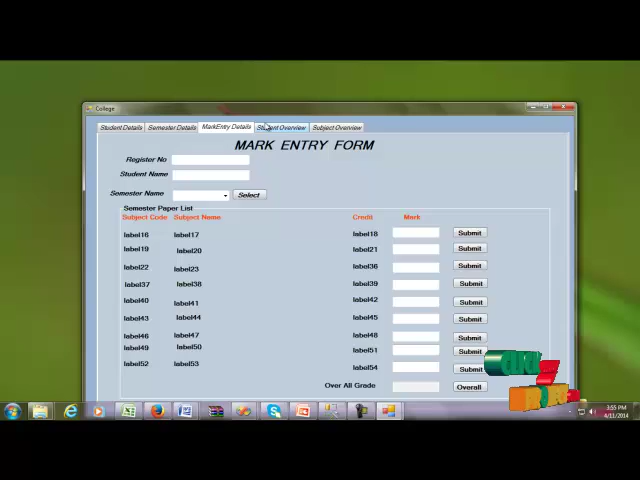 College
Student Details Semester Details MarkEntry Details Student Overview Subject Overview
MARK ENTRY FORM
Register No
Student Name
Semester Name Select
Semester Paper List
Subject Code Subject Name Credit Mark
label16 label17 label18 Submit
label19 label20 label21 Submit
label22 label23 label36 Submit
label37 label38 label39 Submit
label40 label41 label42 Submit
label43 label44 label45 Submit
label46 label47 label48 Submit
label49 label50 label51 Submit
label52 label53 label54 Submit
Over All Grade Overall
3:55 PM
4/11/2014